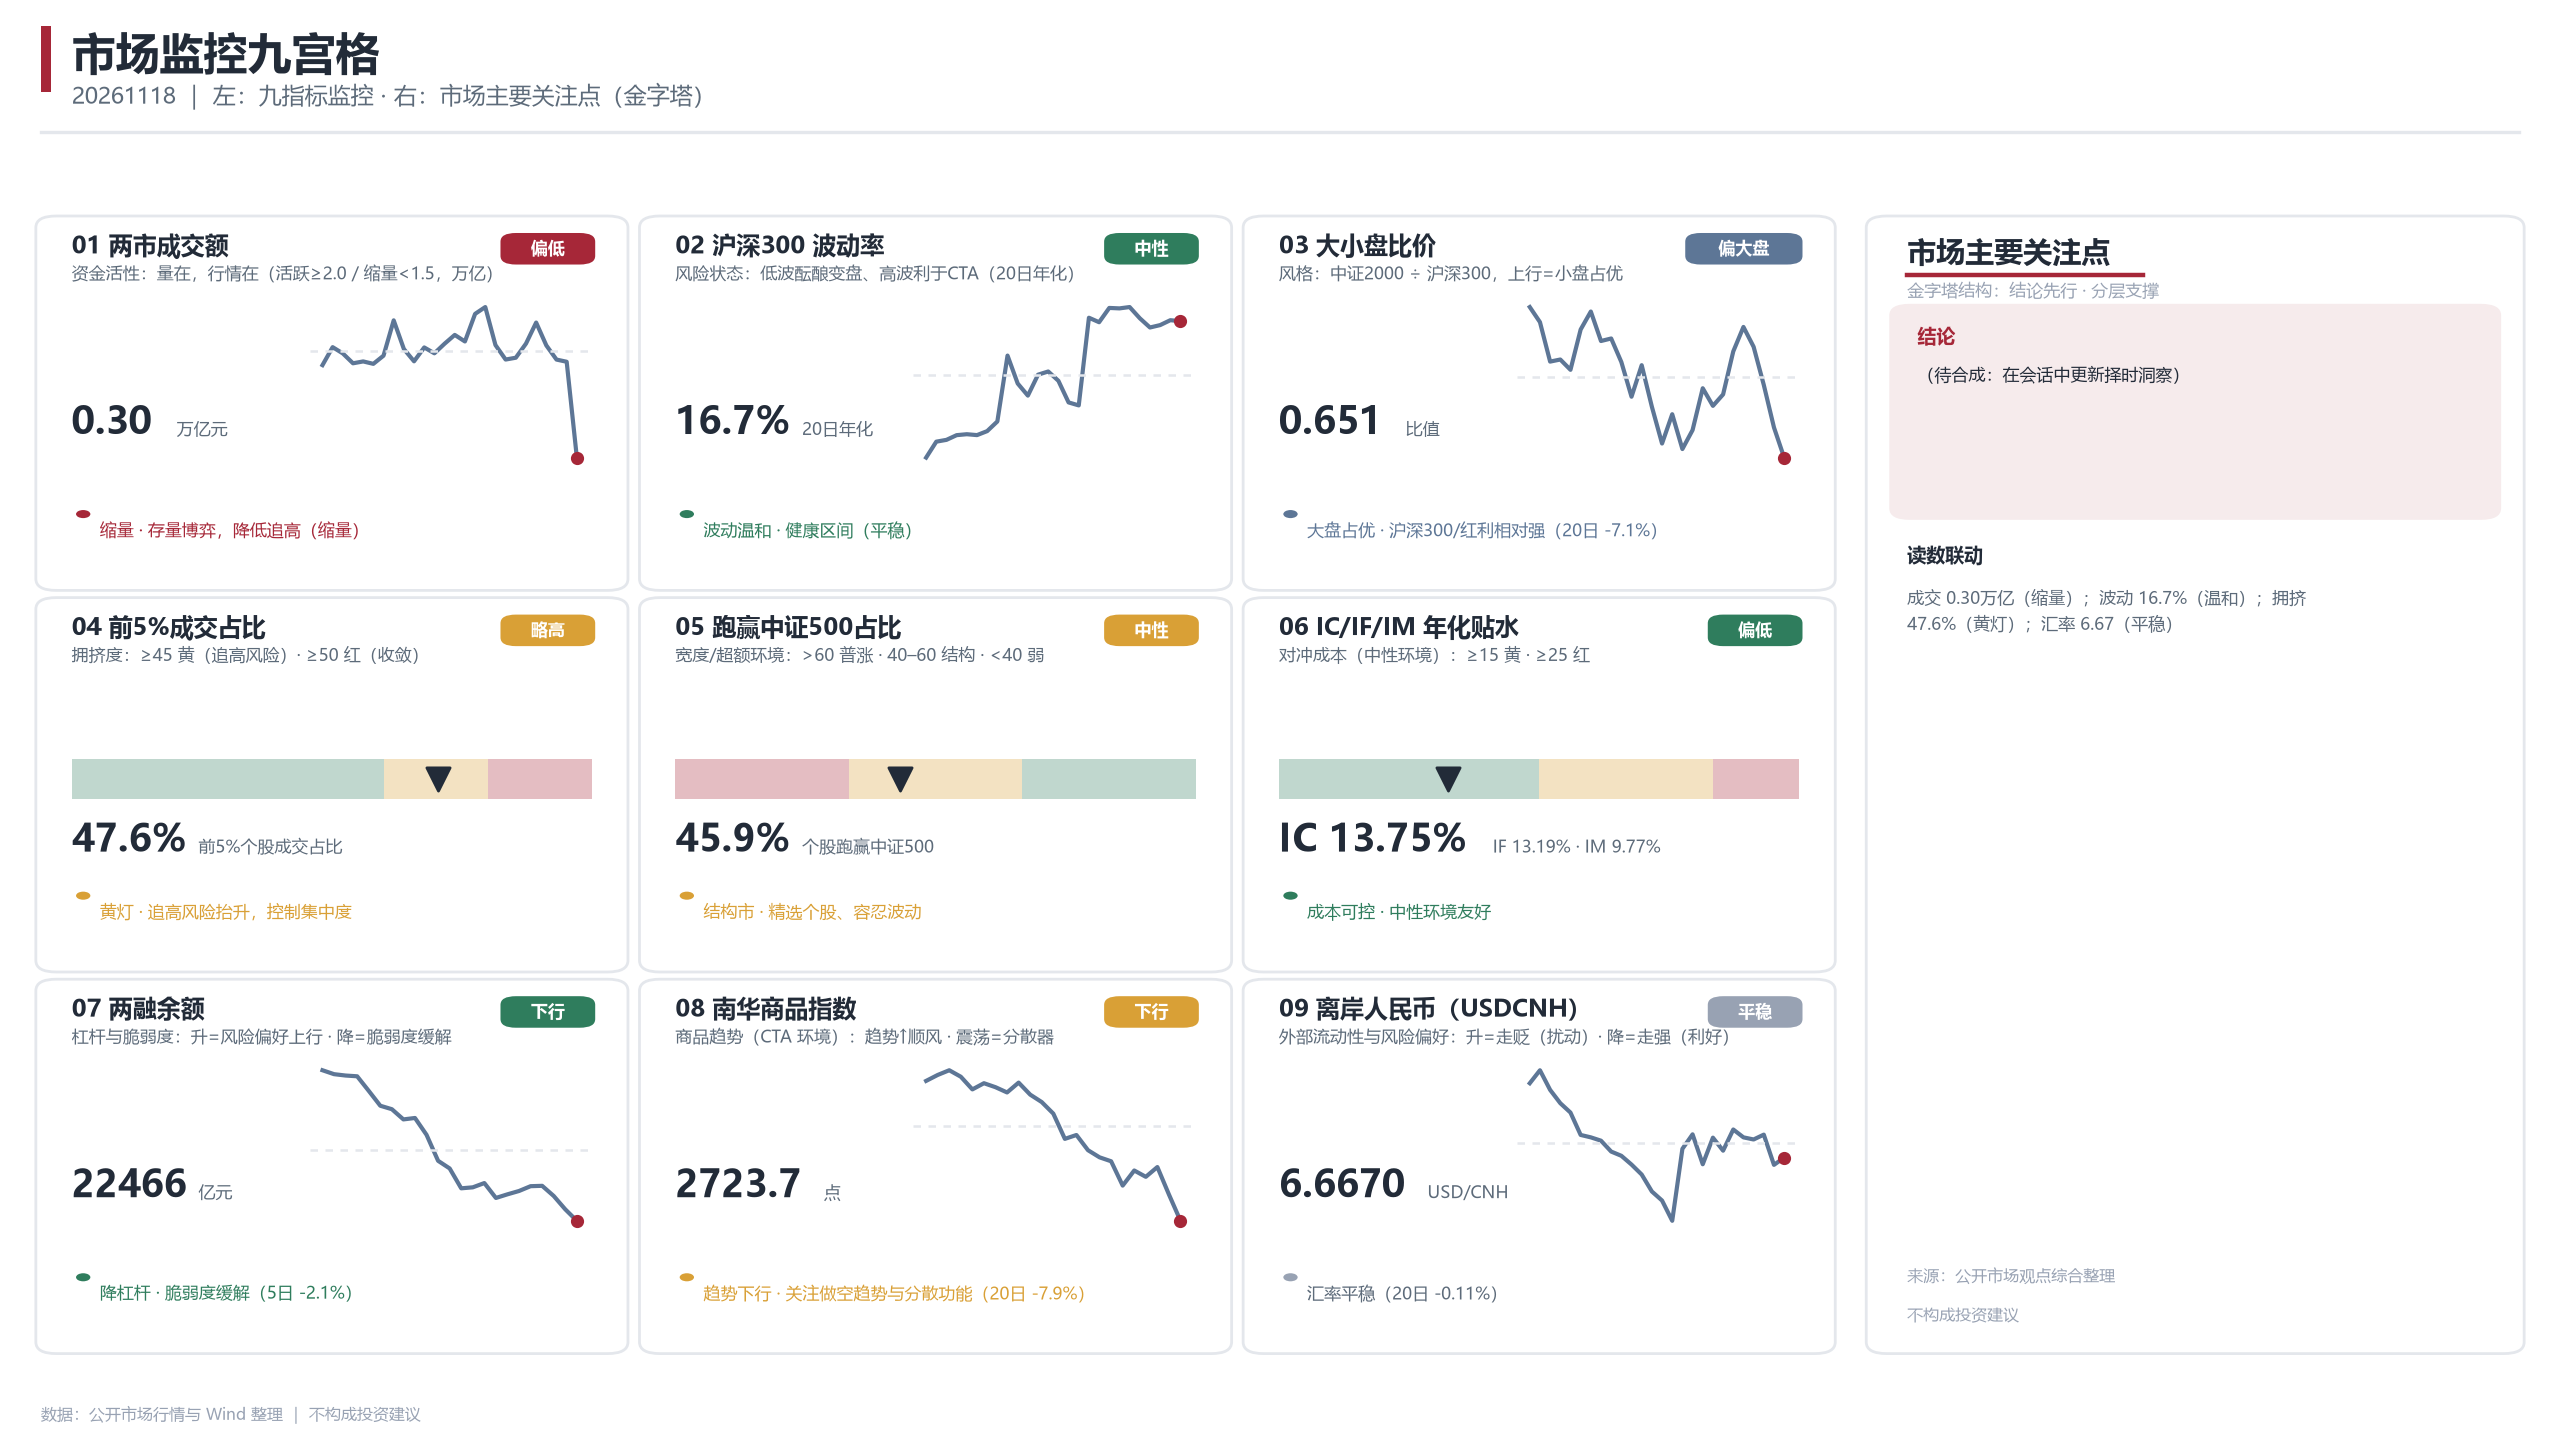 市场监控九宫格
20261118 ｜ 左：九指标监控 · 右：市场主要关注点（金字塔）
01 两市成交额
偏低
资金活性：量在，行情在（活跃≥2.0 / 缩量<1.5，万亿）
0.30 万亿元
缩量 · 存量博弈，降低追高（缩量）
02 沪深300 波动率
中性
风险状态：低波酝酿变盘、高波利于CTA（20日年化）
16.7% 20日年化
波动温和 · 健康区间（平稳）
03 大小盘比价
偏大盘
风格：中证2000 ÷ 沪深300，上行=小盘占优
0.651 比值
大盘占优 · 沪深300/红利相对强（20日 -7.1%）
04 前5%成交占比
略高
拥挤度：≥45 黄（追高风险）· ≥50 红（收敛）
47.6% 前5%个股成交占比
黄灯 · 追高风险抬升，控制集中度
05 跑赢中证500占比
中性
宽度/超额环境：>60 普涨 · 40–60 结构 · <40 弱
45.9% 个股跑赢中证500
结构市 · 精选个股、容忍波动
06 IC/IF/IM 年化贴水
偏低
对冲成本（中性环境）：≥15 黄 · ≥25 红
IC 13.75% IF 13.19% · IM 9.77%
成本可控 · 中性环境友好
07 两融余额
下行
杠杆与脆弱度：升=风险偏好上行 · 降=脆弱度缓解
22466 亿元
降杠杆 · 脆弱度缓解（5日 -2.1%）
08 南华商品指数
下行
商品趋势（CTA 环境）：趋势↑顺风 · 震荡=分散器
2723.7 点
趋势下行 · 关注做空趋势与分散功能（20日 -7.9%）
09 离岸人民币（USDCNH）
平稳
外部流动性与风险偏好：升=走贬（扰动）· 降=走强（利好）
6.6670 USD/CNH
汇率平稳（20日 -0.11%）
市场主要关注点
金字塔结构：结论先行 · 分层支撑
结论
（待合成：在会话中更新择时洞察）
读数联动
成交 0.30万亿（缩量）；波动 16.7%（温和）；拥挤
47.6%（黄灯）；汇率 6.67（平稳）
来源：公开市场观点综合整理
不构成投资建议
数据：公开市场行情与 Wind 整理 ｜ 不构成投资建议